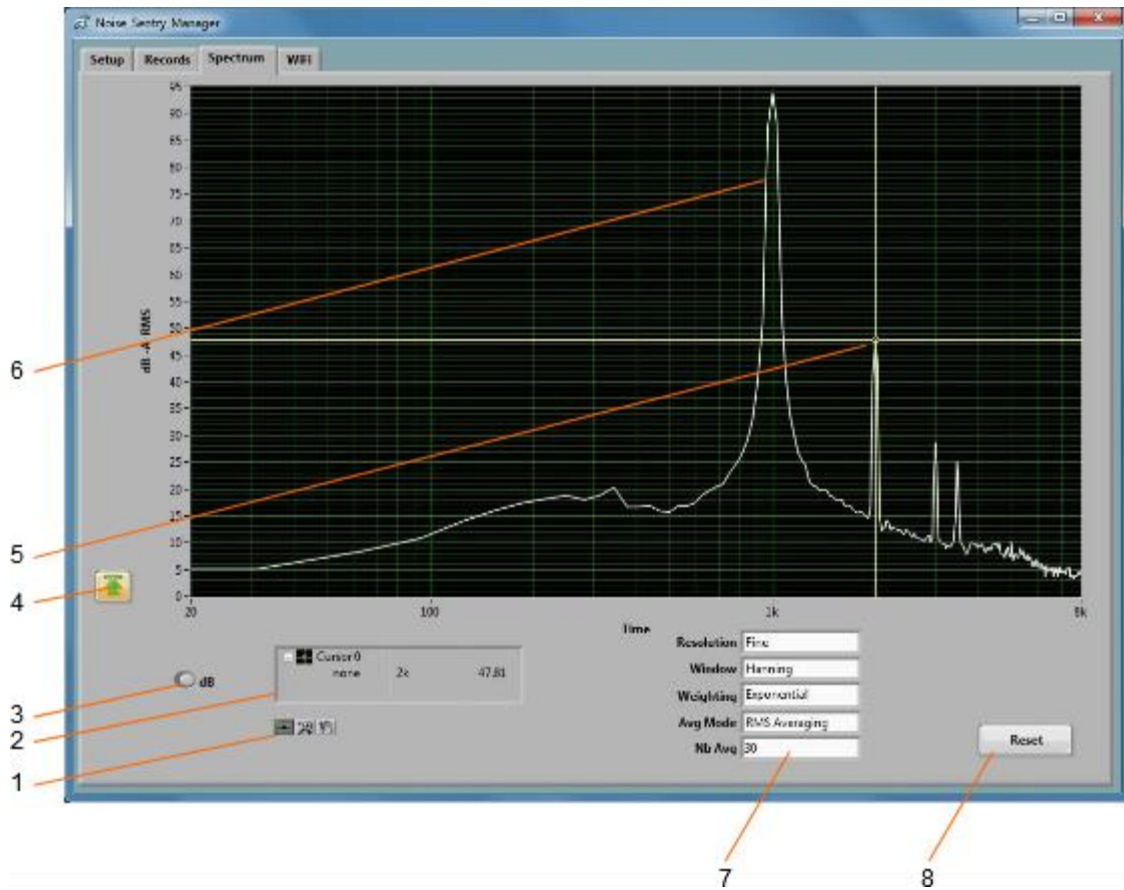 Noise Sentry Manager
Setup Records Spectrum WiFi
95
90
85
80
75
70
65
60
55
50
45
40
35
30
25
20
15
10
5
0
dB -A RMS
20 100 1k 8k
Time
6
5
4
3
2
1
dB
Cursor 0
none 2k 47.81
Resolution Fine
Window Hanning
Weighting Exponential
Avg Mode RMS Averaging
Nb Avg 30
Reset
7 8